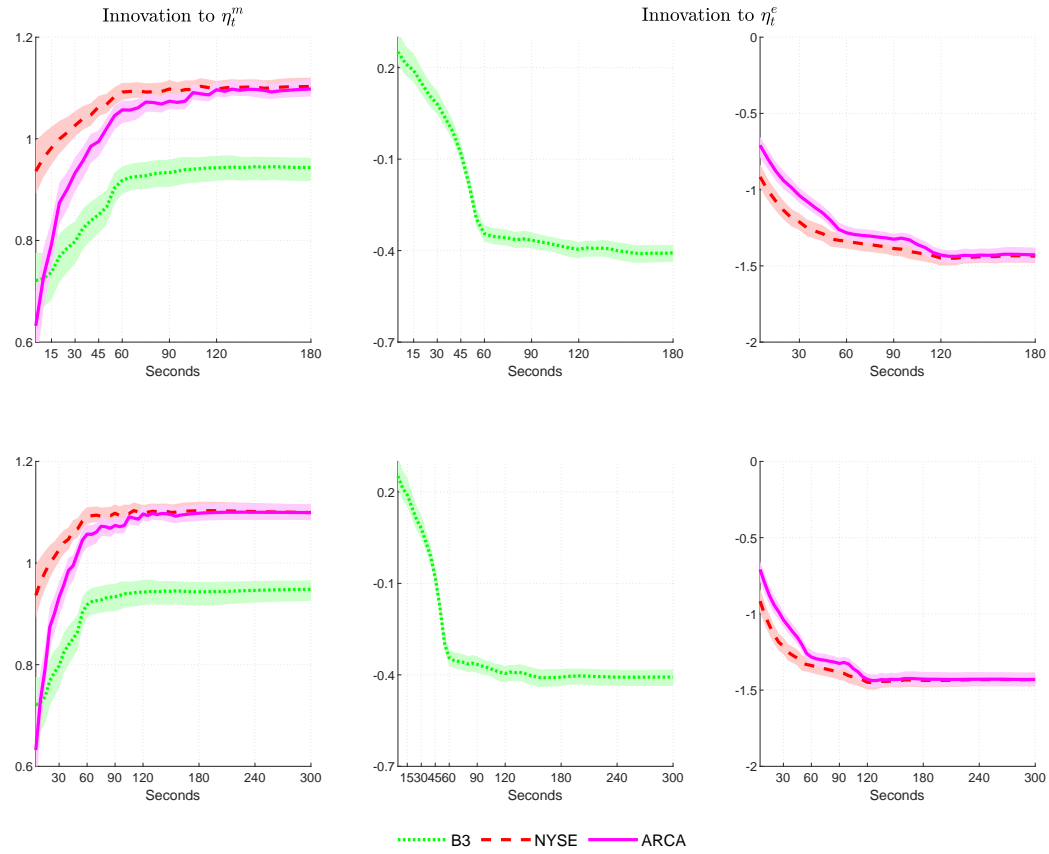 Innovation to η_t^m
Innovation to η_t^e
1.2
1
0.8
0.6
15 30 45 60 90 120 180
Seconds
0.2
-0.1
-0.4
-0.7
15 30 45 60 90 120 180
Seconds
0
-0.5
-1
-1.5
-2
30 60 90 120 180
Seconds
1.2
1
0.8
0.6
30 60 90 120 180 240 300
Seconds
0.2
-0.1
-0.4
-0.7
15 30 45 60 90 120 180 240 300
Seconds
0
-0.5
-1
-1.5
-2
30 60 90 120 180 240 300
Seconds
B3 NYSE ARCA